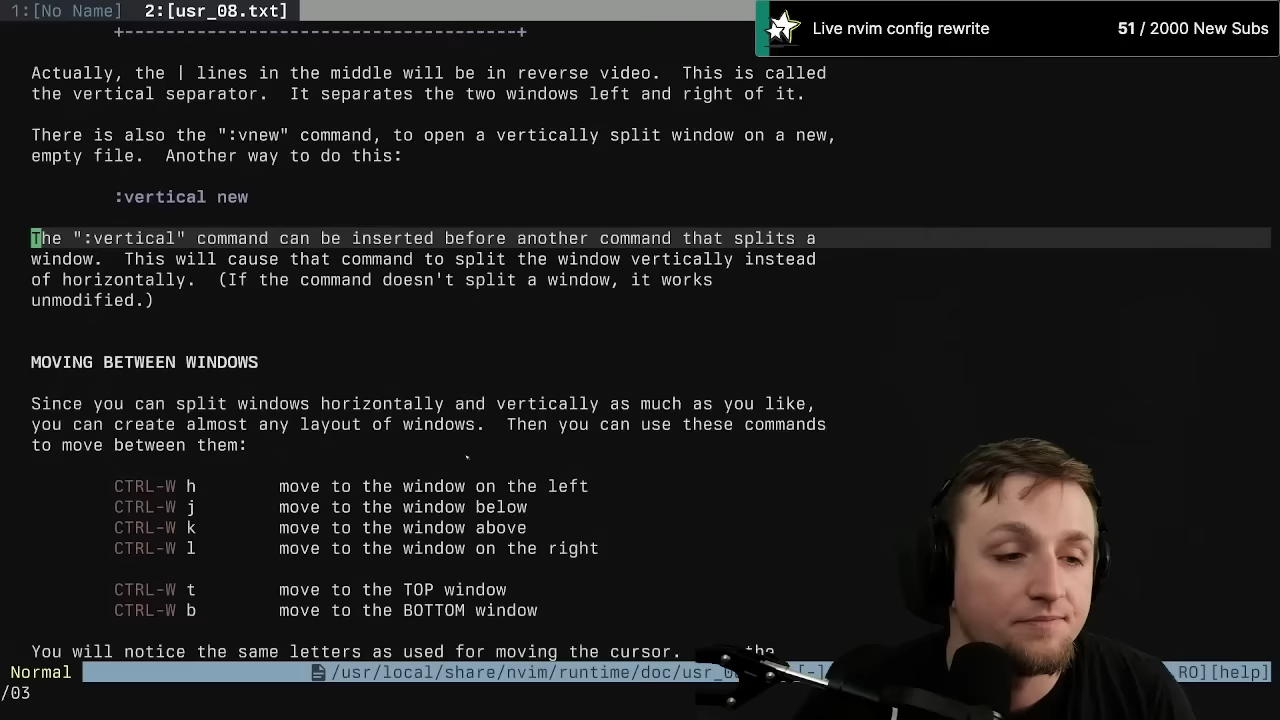 1:[No Name] 2:[usr_08.txt]
Live nvim config rewrite 51 / 2000 New Subs
+--------------------------------------+
Actually, the | lines in the middle will be in reverse video.  This is called
the vertical separator.  It separates the two windows left and right of it.
There is also the ":vnew" command, to open a vertically split window on a new,
empty file.  Another way to do this:
:vertical new
The ":vertical" command can be inserted before another command that splits a
window.  This will cause that command to split the window vertically instead
of horizontally.  (If the command doesn't split a window, it works
unmodified.)
MOVING BETWEEN WINDOWS
Since you can split windows horizontally and vertically as much as you like,
you can create almost any layout of windows.  Then you can use these commands
to move between them:
CTRL-W h move to the window on the left
CTRL-W j move to the window below
CTRL-W k move to the window above
CTRL-W l move to the window on the right
CTRL-W t move to the TOP window
CTRL-W b move to the BOTTOM window
You will notice the same letters as used for moving the cursor.
Normal /usr/local/share/nvim/runtime/doc/usr_0 [-] RO][help]
/03